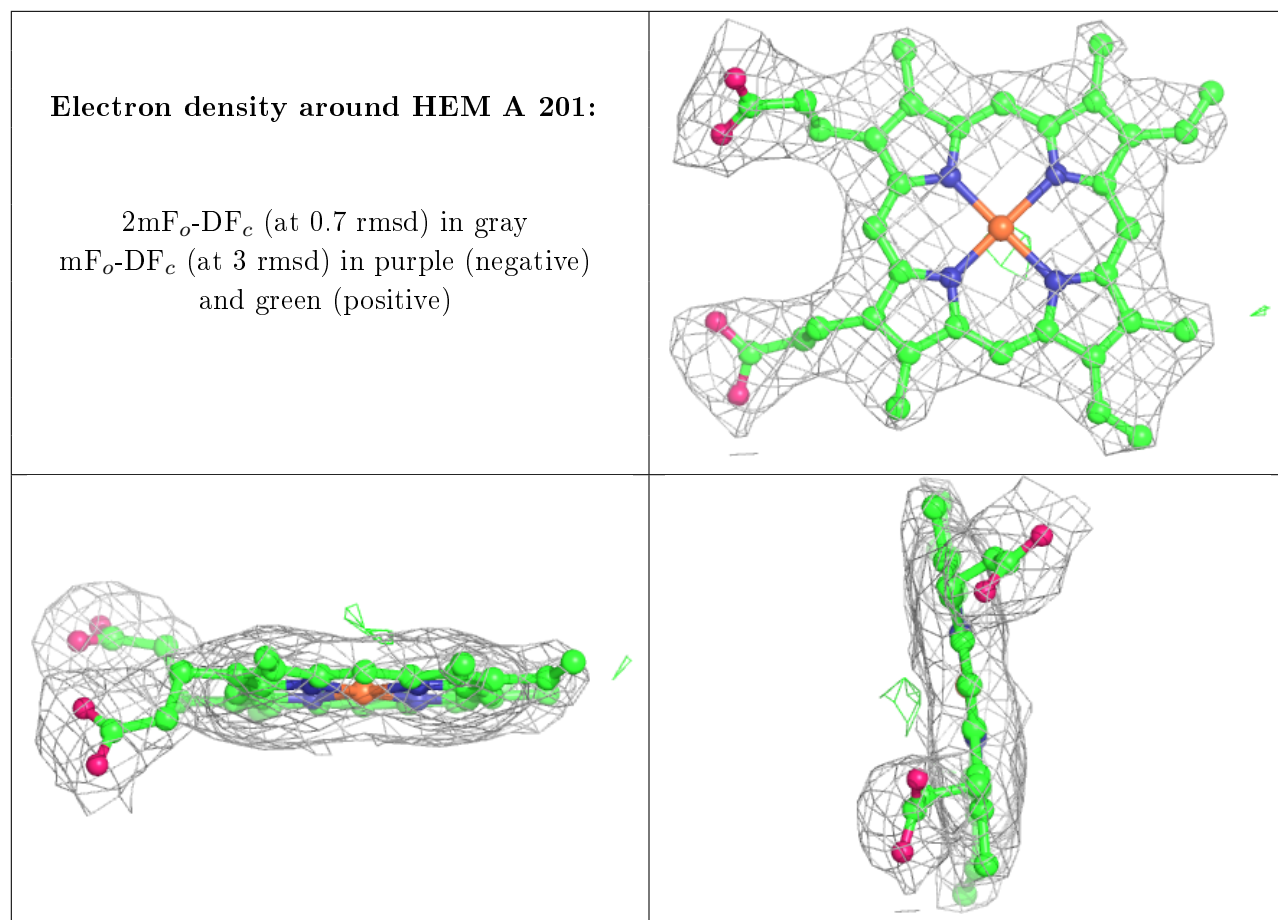 Electron density around HEM A 201:
2mFₒ-DF𝒸 (at 0.7 rmsd) in gray
mFₒ-DF𝒸 (at 3 rmsd) in purple (negative)
and green (positive)